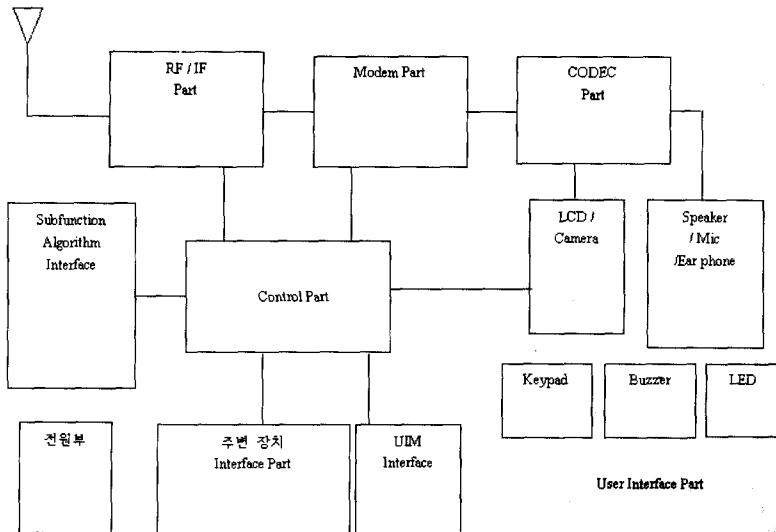 RF / IF
Part
Modem Part
CODEC
Part
Subfunction
Algorithm
Interface
Control Part
LCD /
Camera
Speaker
/ Mic
/Ear phone
Keypad
Buzzer
LED
전원부
주변 장치
Interface Part
UIM
Interface
User Interface Part